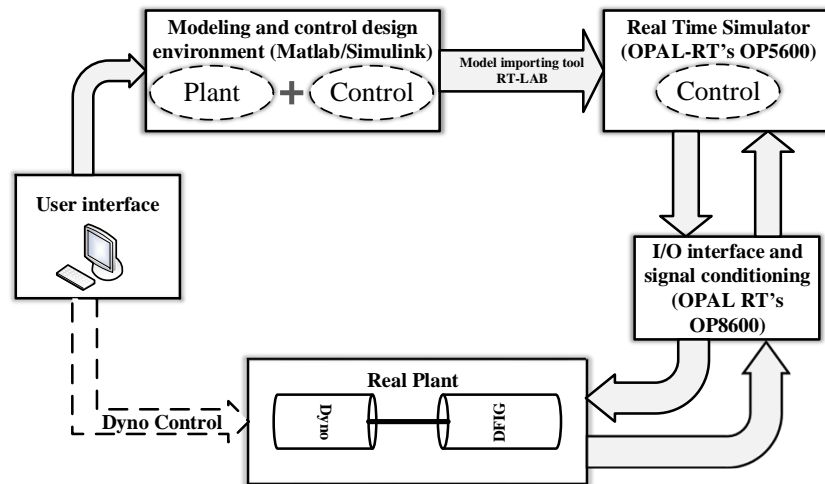 Modeling and control design
environment (Matlab/Simulink)
Plant
+
Control
Model importing tool
RT-LAB
Real Time Simulator
(OPAL-RT's OP5600)
Control
User interface
I/O interface and
signal conditioning
(OPAL RT's
OP8600)
Real Plant
Dyno
DFIG
Dyno Control